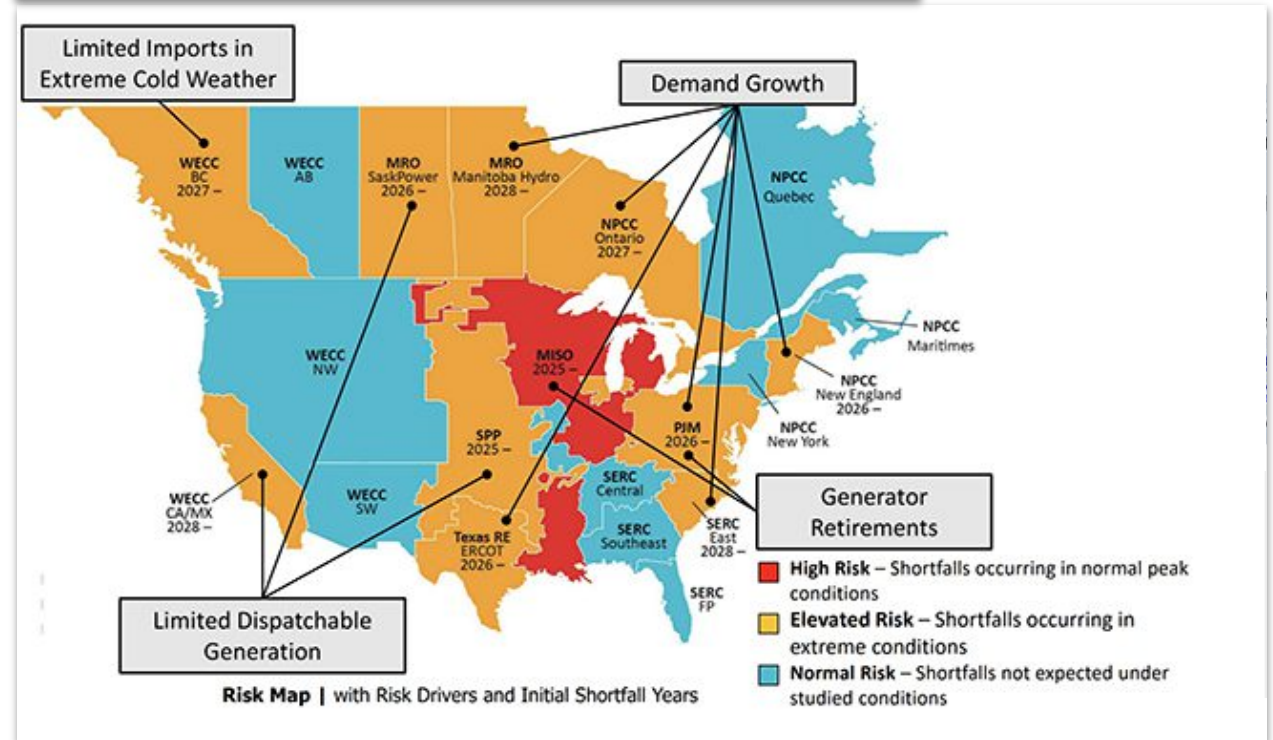 Limited Imports in
Extreme Cold Weather
Demand Growth
WECC
BC
2027 –
WECC
AB
MRO
SaskPower
2026 –
MRO
Manitoba Hydro
2028 –
NPCC
Ontario
2027 –
NPCC
Quebec
NPCC
Maritimes
NPCC
New England
2026 –
NPCC
New York
WECC
NW
MISO
2025 –
SPP
2025 –
PJM
2026 –
WECC
CA/MX
2028 –
WECC
SW
SERC
Central
SERC
Southeast
SERC
East
2028 –
SERC
FP
Texas RE
ERCOT
2026 –
Generator
Retirements
Limited Dispatchable
Generation
High Risk – Shortfalls occurring in normal peak
conditions
Elevated Risk – Shortfalls occurring in
extreme conditions
Normal Risk – Shortfalls not expected under
studied conditions
Risk Map | with Risk Drivers and Initial Shortfall Years